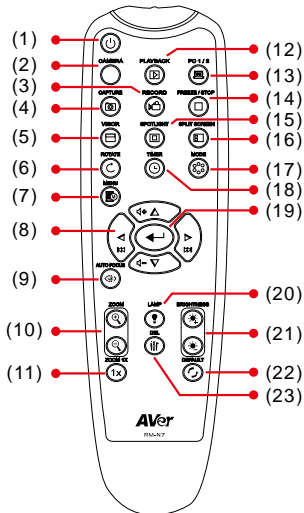 (1)
(2)
(3)
(4)
(5)
(6)
(7)
(8)
(9)
(10)
(11)
CAMERA PLAYBACK PC 1 / 2
CAPTURE RECORD FREEZE / STOP
VISOR SPOTLIGHT SPLIT SCREEN
ROTATE TIMER MODE
MENU
AUTO FOCUS
ZOOM LAMP BRIGHTNESS
DEL
ZOOM 1X DEFAULT
1x
AVer
RM-N7
(12)
(13)
(14)
(15)
(16)
(17)
(18)
(19)
(20)
(21)
(22)
(23)